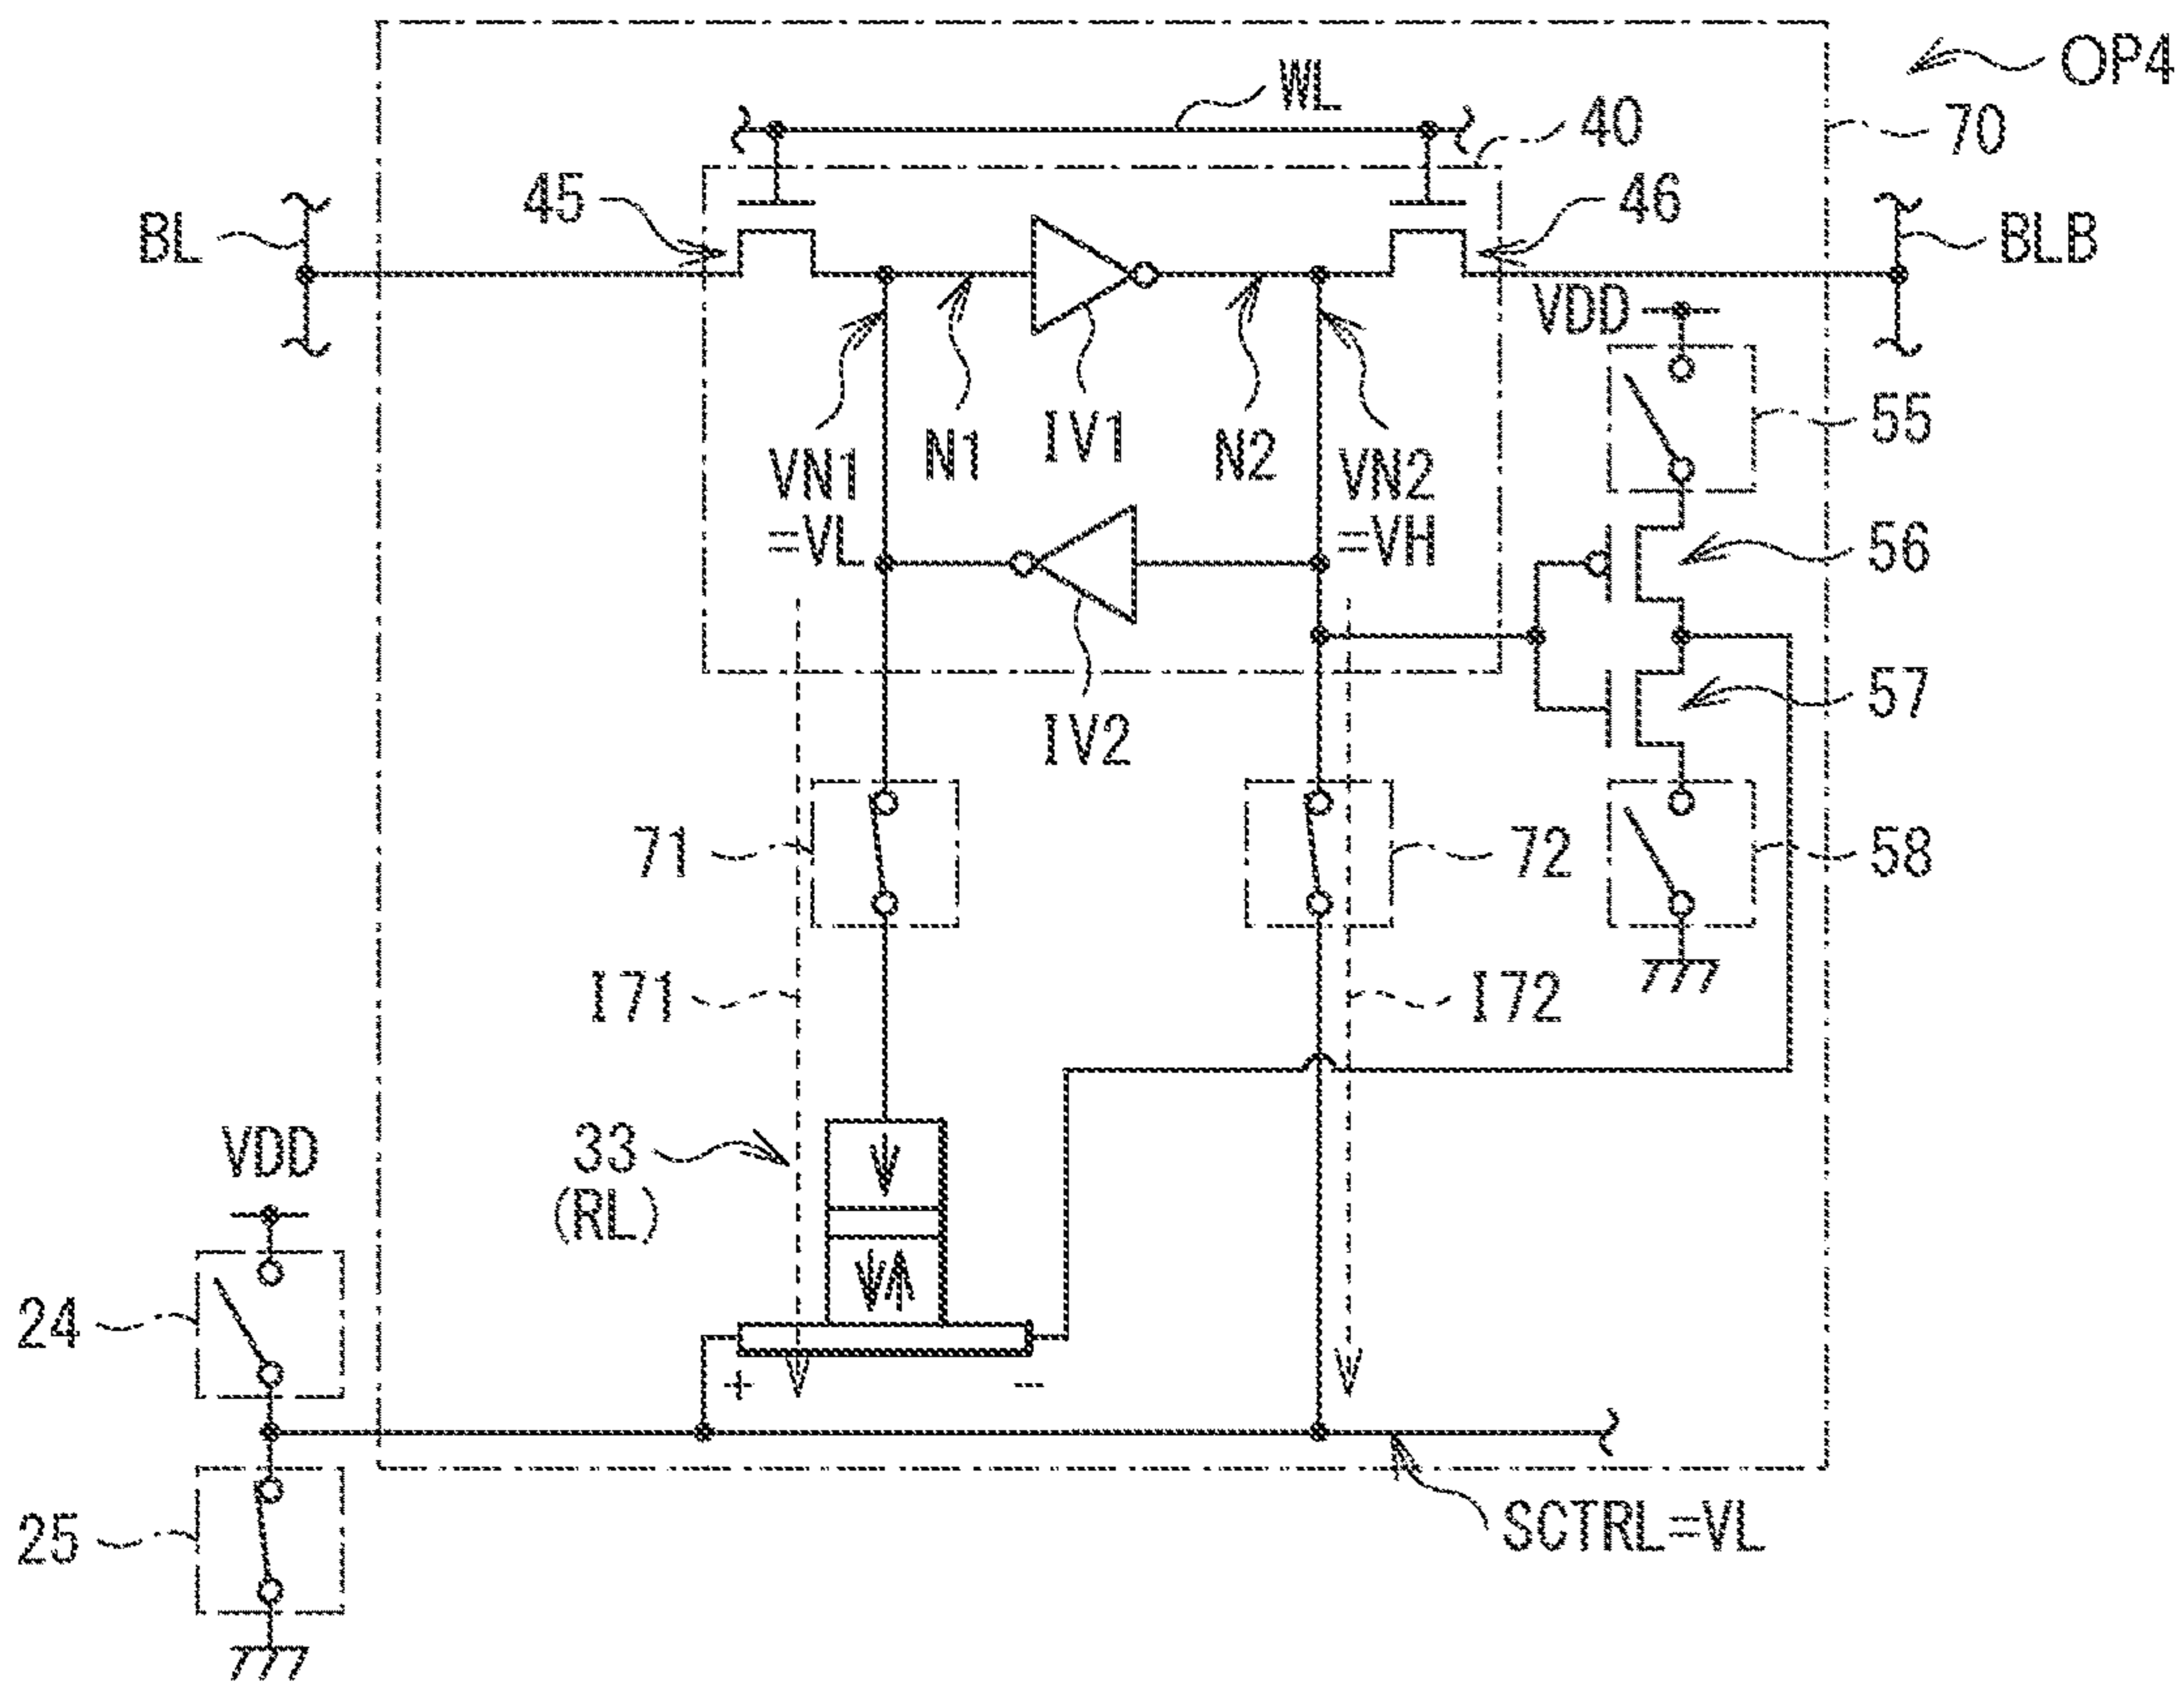 OP4
WL
40
70
45
46
BL
BLB
VDD
55
VN1
=VL
N1
IV1
N2
VN2
=VH
56
57
IV2
71
72
58
I71
I72
33
(RL)
VDD
24
+
-
25
SCTRL=VL